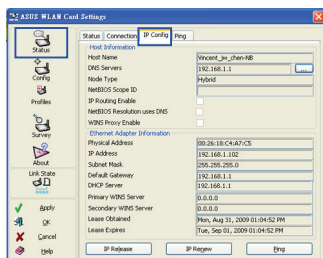 ASUS WLAN Card Settings
Status Connection IP Config Ping
Status
Config
Profiles
Survey
About
Link State
Apply
OK
Cancel
Help
Host Information
Host Name Vincent_jw_chen-NB
DNS Servers 192.168.1.1 ...
Node Type Hybrid
NetBIOS Scope ID
IP Routing Enable
NetBIOS Resolution uses DNS
WINS Proxy Enable
Ethernet Adapter Information
Physical Address 00:26:18:C4:A7:C5
IP Address 192.168.1.102
Subnet Mask 255.255.255.0
Default Gateway 192.168.1.1
DHCP Server 192.168.1.1
Primary WINS Server 0.0.0.0
Secondary WINS Server 0.0.0.0
Lease Obtained Mon, Aug 31, 2009 01:04:52 PM
Lease Expires Tue, Sep 01, 2009 01:04:52 PM
IP Release IP Renew Ping